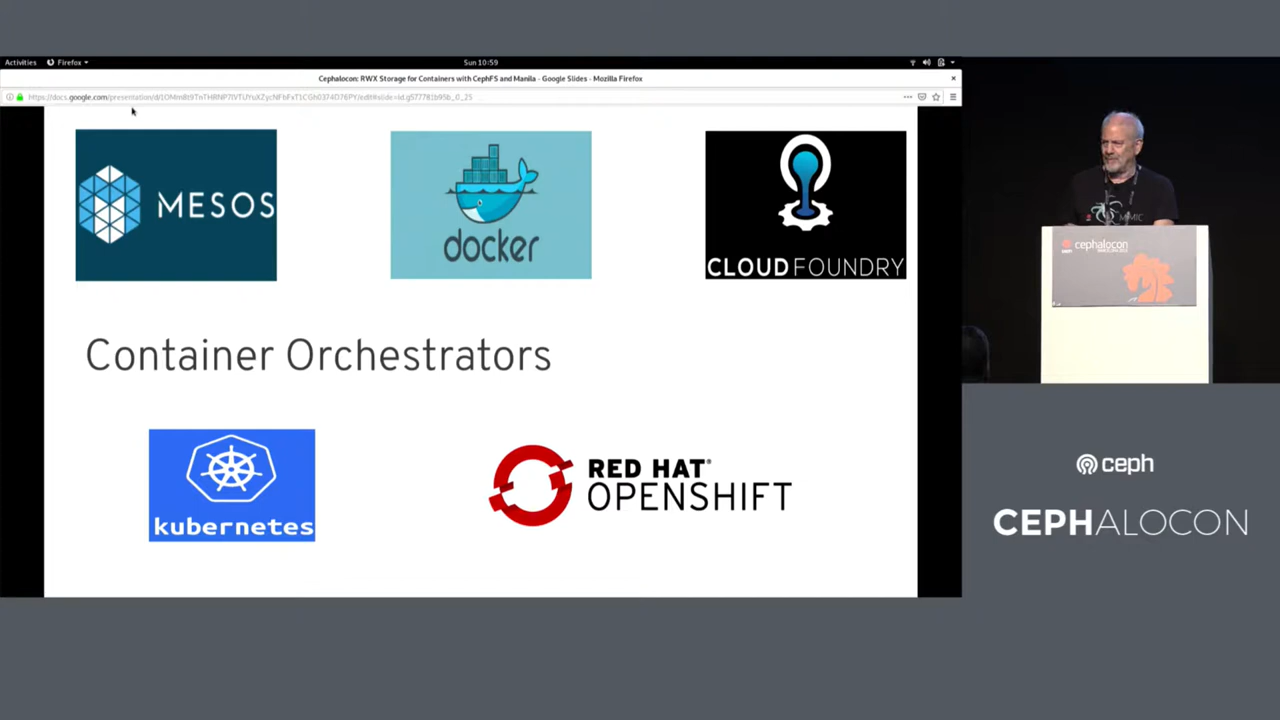 Activities Firefox Sun 10:59
Cephalocon: RWX Storage for Containers with CephFS and Manila - Google Slides - Mozilla Firefox
MESOS
docker
CLOUD FOUNDRY
Container Orchestrators
kubernetes
RED HAT®
OPENSHIFT
MIMIC
cephalocon
ceph
CEPHALOCON